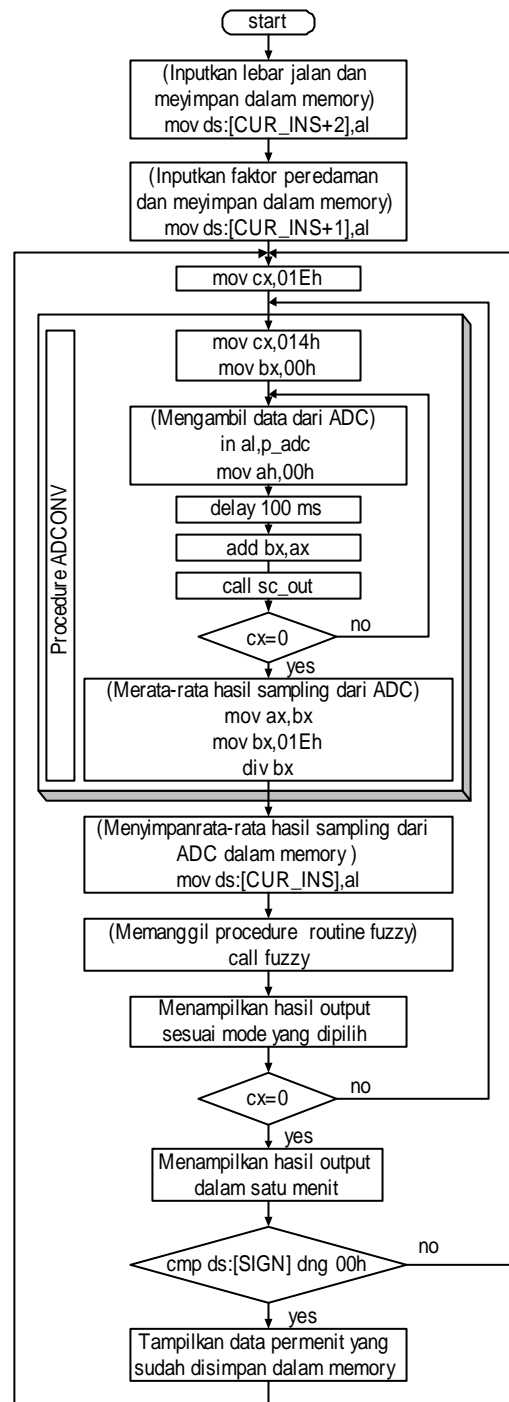 start
(Inputkan lebar jalan dan
meyimpan dalam memory)
mov ds:[CUR_INS+2],al
(Inputkan faktor peredaman
dan meyimpan dalam memory)
mov ds:[CUR_INS+1],al
mov cx,01Eh
Procedure ADCONV
mov cx,014h
mov bx,00h
(Mengambil data dari ADC)
in al,p_adc
mov ah,00h
delay 100 ms
add bx,ax
call sc_out
cx=0
no
yes
(Merata-rata hasil sampling dari ADC)
mov ax,bx
mov bx,01Eh
div bx
(Menyimpanrata-rata hasil sampling dari
ADC dalam memory )
mov ds:[CUR_INS],al
(Memanggil procedure routine fuzzy)
call fuzzy
Menampilkan hasil output
sesuai mode yang dipilih
cx=0
no
yes
Menampilkan hasil output
dalam satu menit
cmp ds:[SIGN] dng 00h
no
yes
Tampilkan data permenit yang
sudah disimpan dalam memory